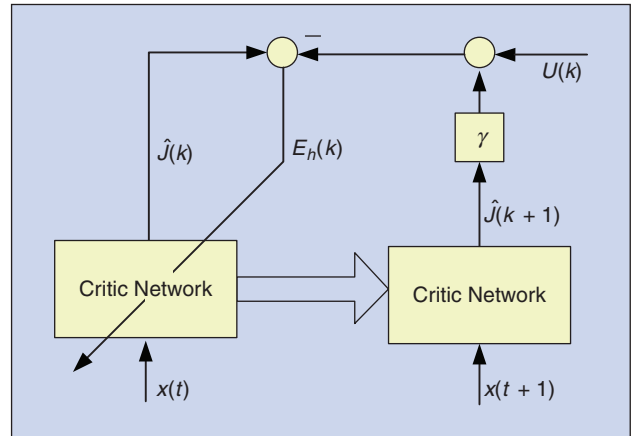 −
U(k)
Ĵ(k)
E_h(k)
γ
Ĵ(k + 1)
Critic Network
Critic Network
x(t)
x(t + 1)